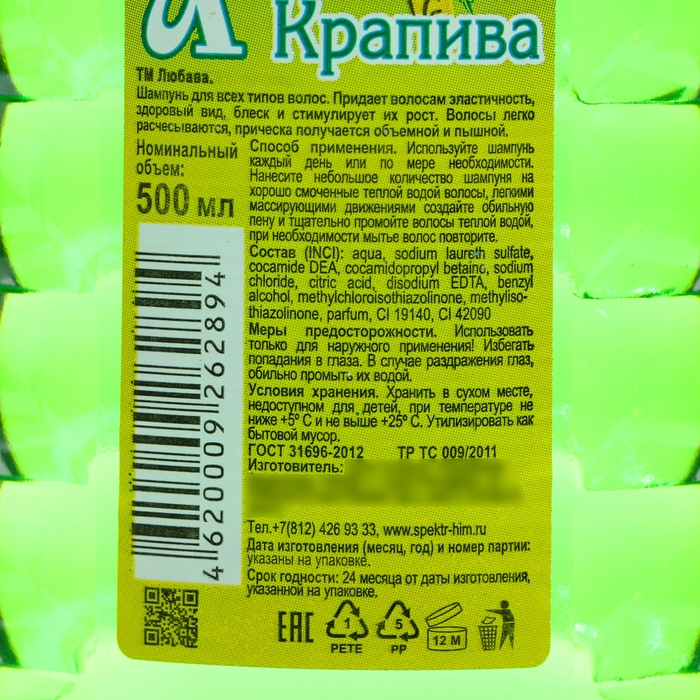 Крапива
ТМ Любава.
Шампунь для всех типов волос. Придает волосам эластичность,
здоровый вид, блеск и стимулирует их рост. Волосы легко
расчесываются, прическа получается объемной и пышной.
Номинальный
объем:
500 мл
Способ применения. Используйте шампунь
каждый день или по мере необходимости.
Нанесите небольшое количество шампуня на
хорошо смоченные теплой водой волосы, легкими
массирующими движениями создайте обильную
пену и тщательно промойте волосы теплой водой,
при необходимости мытье волос повторите.
Состав (INCI): aqua, sodium laureth sulfate,
cocamide DEA, cocamidopropyl betaine, sodium
chloride, citric acid, disodium EDTA, benzyl
alcohol, methylchloroisothiazolinone, methyliso-
thiazolinone, parfum, CI 19140, CI 42090
Меры предосторожности. Использовать
только для наружного применения! Избегать
попадания в глаза. В случае раздражения глаз,
обильно промыть их водой.
Условия хранения. Хранить в сухом месте,
недоступном для детей, при температуре не
ниже +5° С и не выше +25° С. Утилизировать как
бытовой мусор.
ГОСТ 31696-2012 ТР ТС 009/2011
Изготовитель:
Тел.+7(812) 426 93 33, www.spektr-him.ru
Дата изготовления (месяц, год) и номер партии:
указаны на упаковке.
Срок годности: 24 месяца от даты изготовления,
указанной на упаковке.
4 620009 262894
EAC
1
PETE
5
PP
12 М